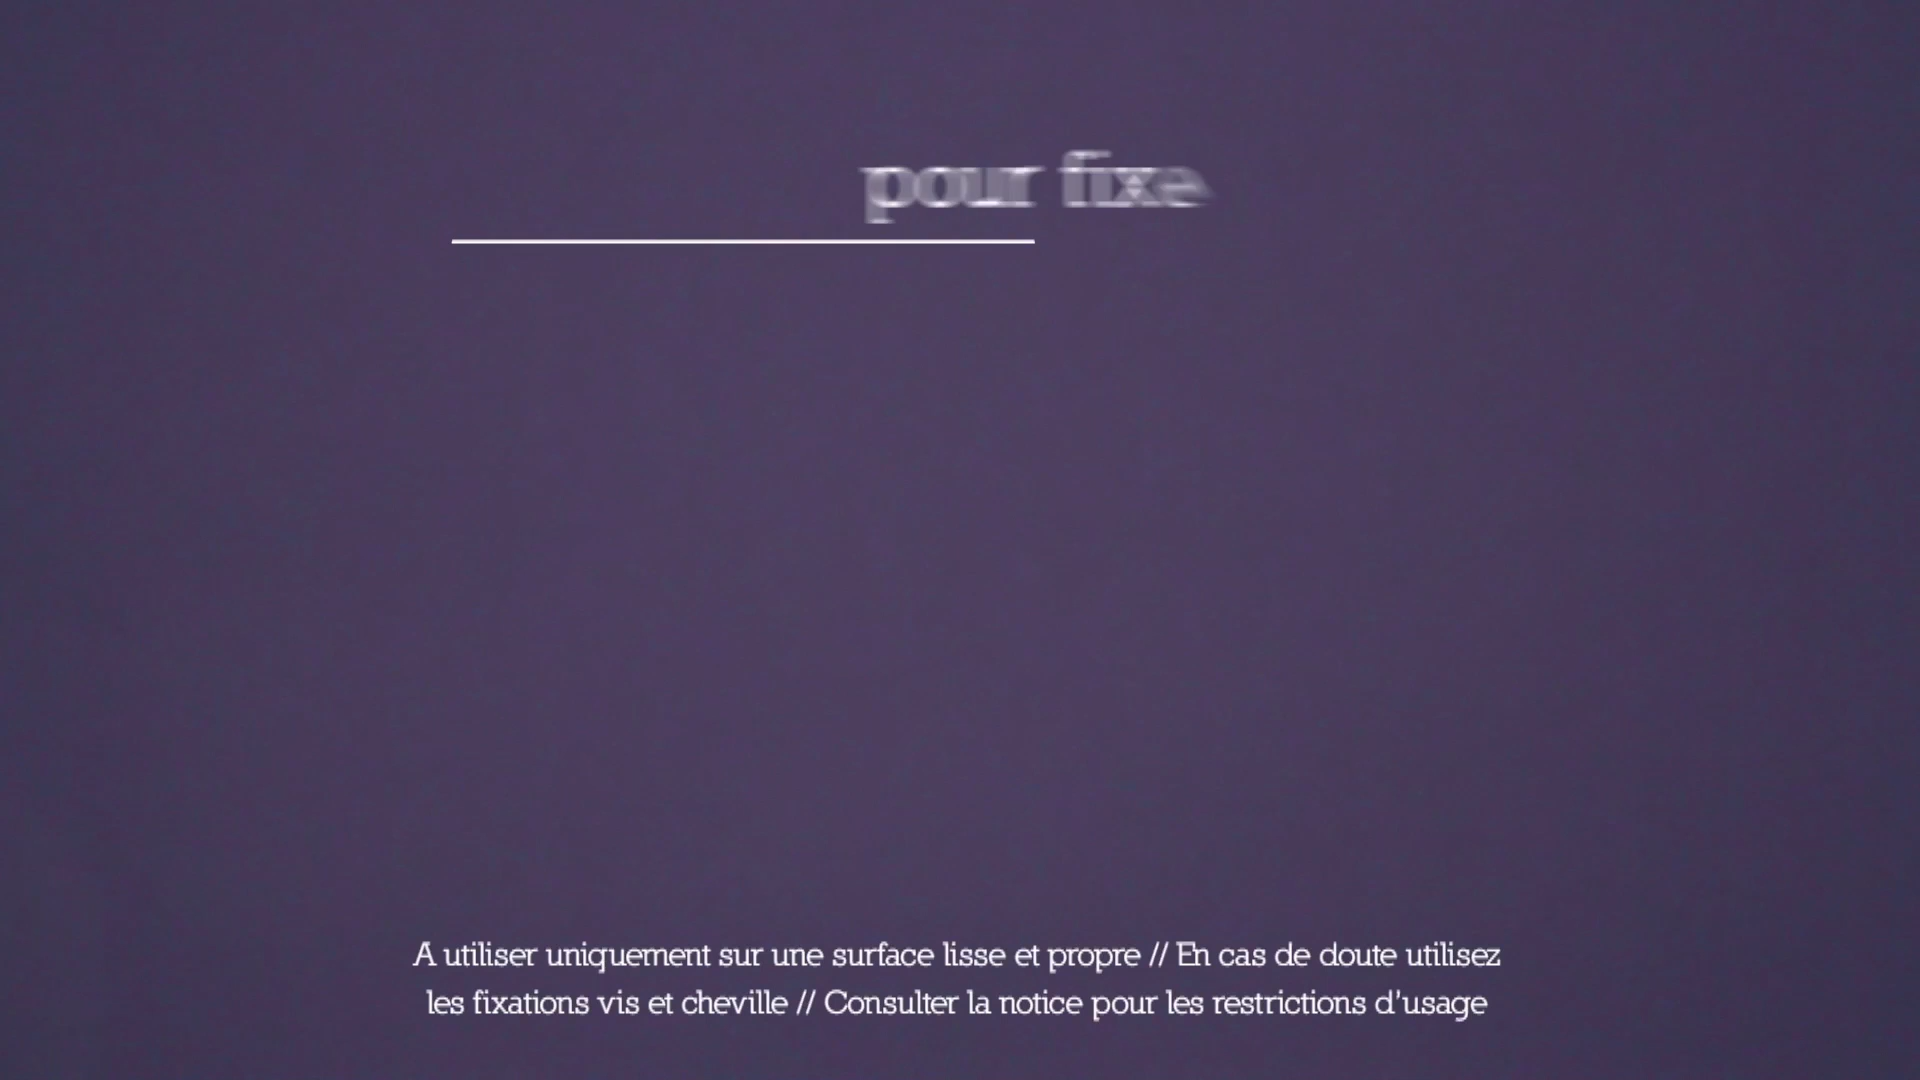 pour fixe
A utiliser uniquement sur une surface lisse et propre // En cas de doute utilisez
les fixations vis et cheville // Consulter la notice pour les restrictions d'usage